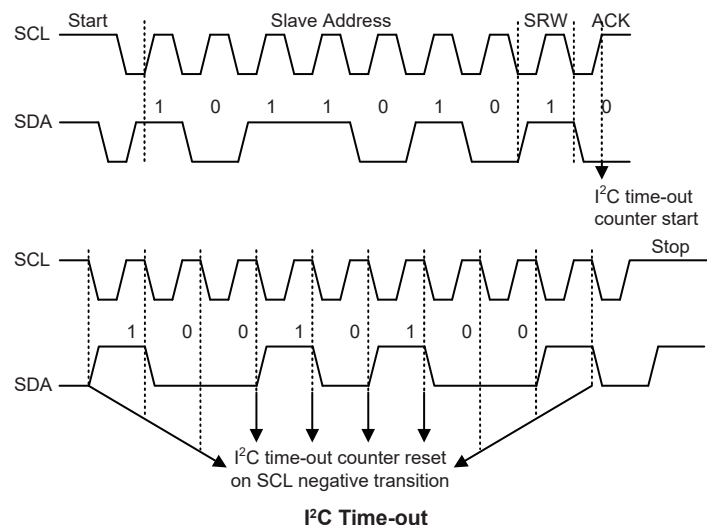 Start Slave Address SRW ACK
SCL
1 0 1 1 0 1 0 1 0
SDA
I²C time-out
counter start
Stop
SCL
1 0 0 1 0 1 0 0
SDA
I²C time-out counter reset
on SCL negative transition
I²C Time-out